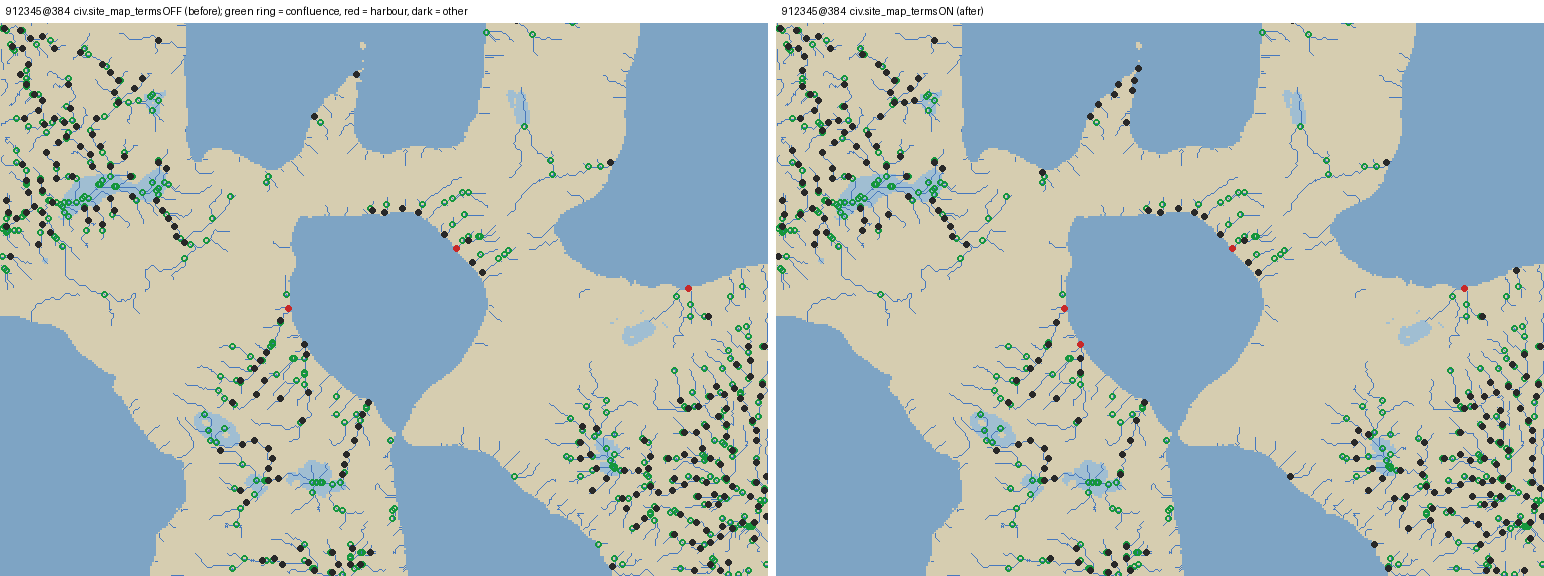 912345@384 civ.site_map_termsOFF (before); green ring = confluence, red = harbour, dark = other
912345@384 civ.site_map_termsON (after)